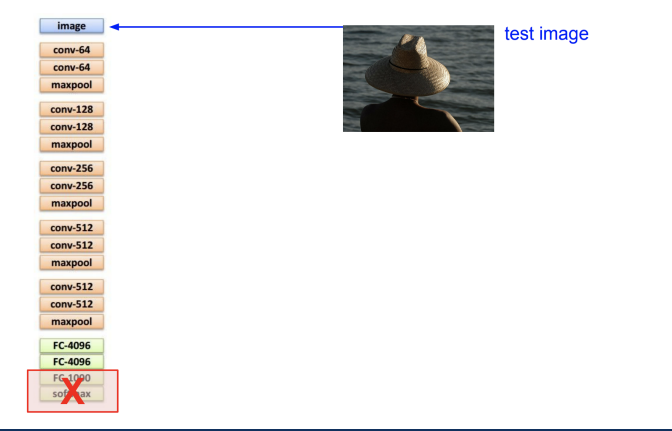 image
test image
conv-64
conv-64
maxpool
conv-128
conv-128
maxpool
conv-256
conv-256
maxpool
conv-512
conv-512
maxpool
conv-512
conv-512
maxpool
FC-4096
FC-4096
FC-1000
softmax
X